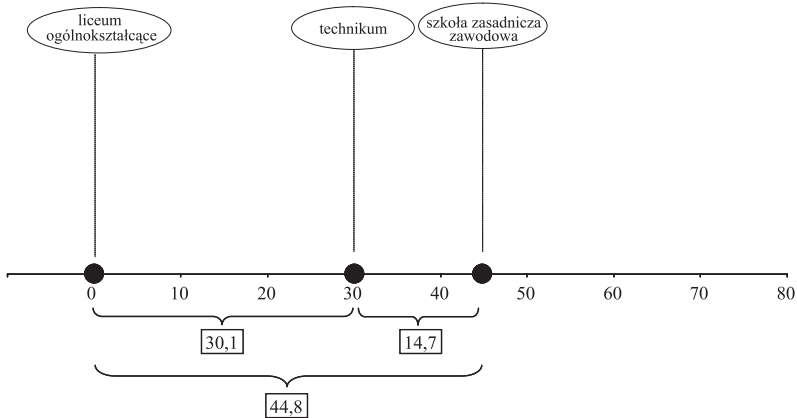 liceum
ogólnokształcące
technikum
szkoła zasadnicza
zawodowa
0 10 20 30 40 50 60 70 80
30,1 14,7
44,8